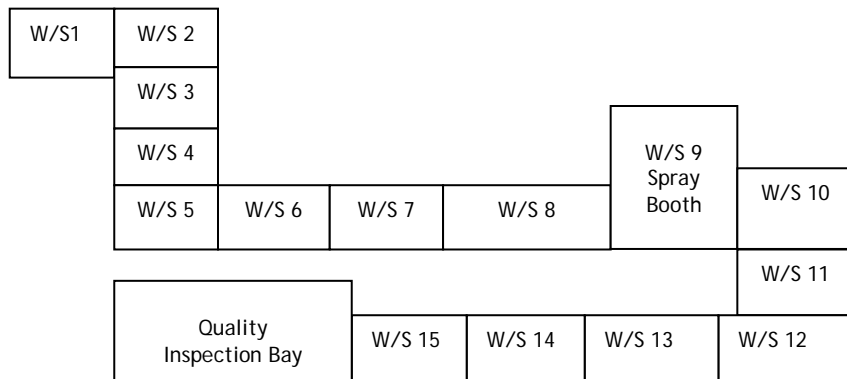 W/S1
W/S 2
W/S 3
W/S 4
W/S 5
W/S 6
W/S 7
W/S 8
W/S 9
Spray
Booth
W/S 10
W/S 11
Quality
Inspection Bay
W/S 15
W/S 14
W/S 13
W/S 12